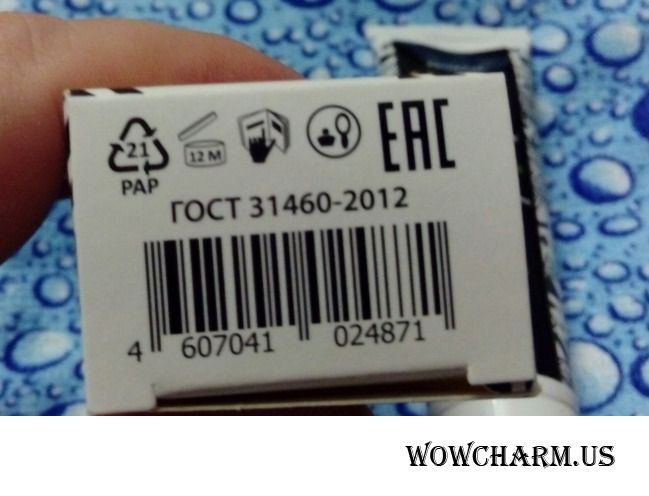 21
PAP
12 M
EAC
ГОСТ 31460-2012
4 607041 024871
WOWCHARM.US